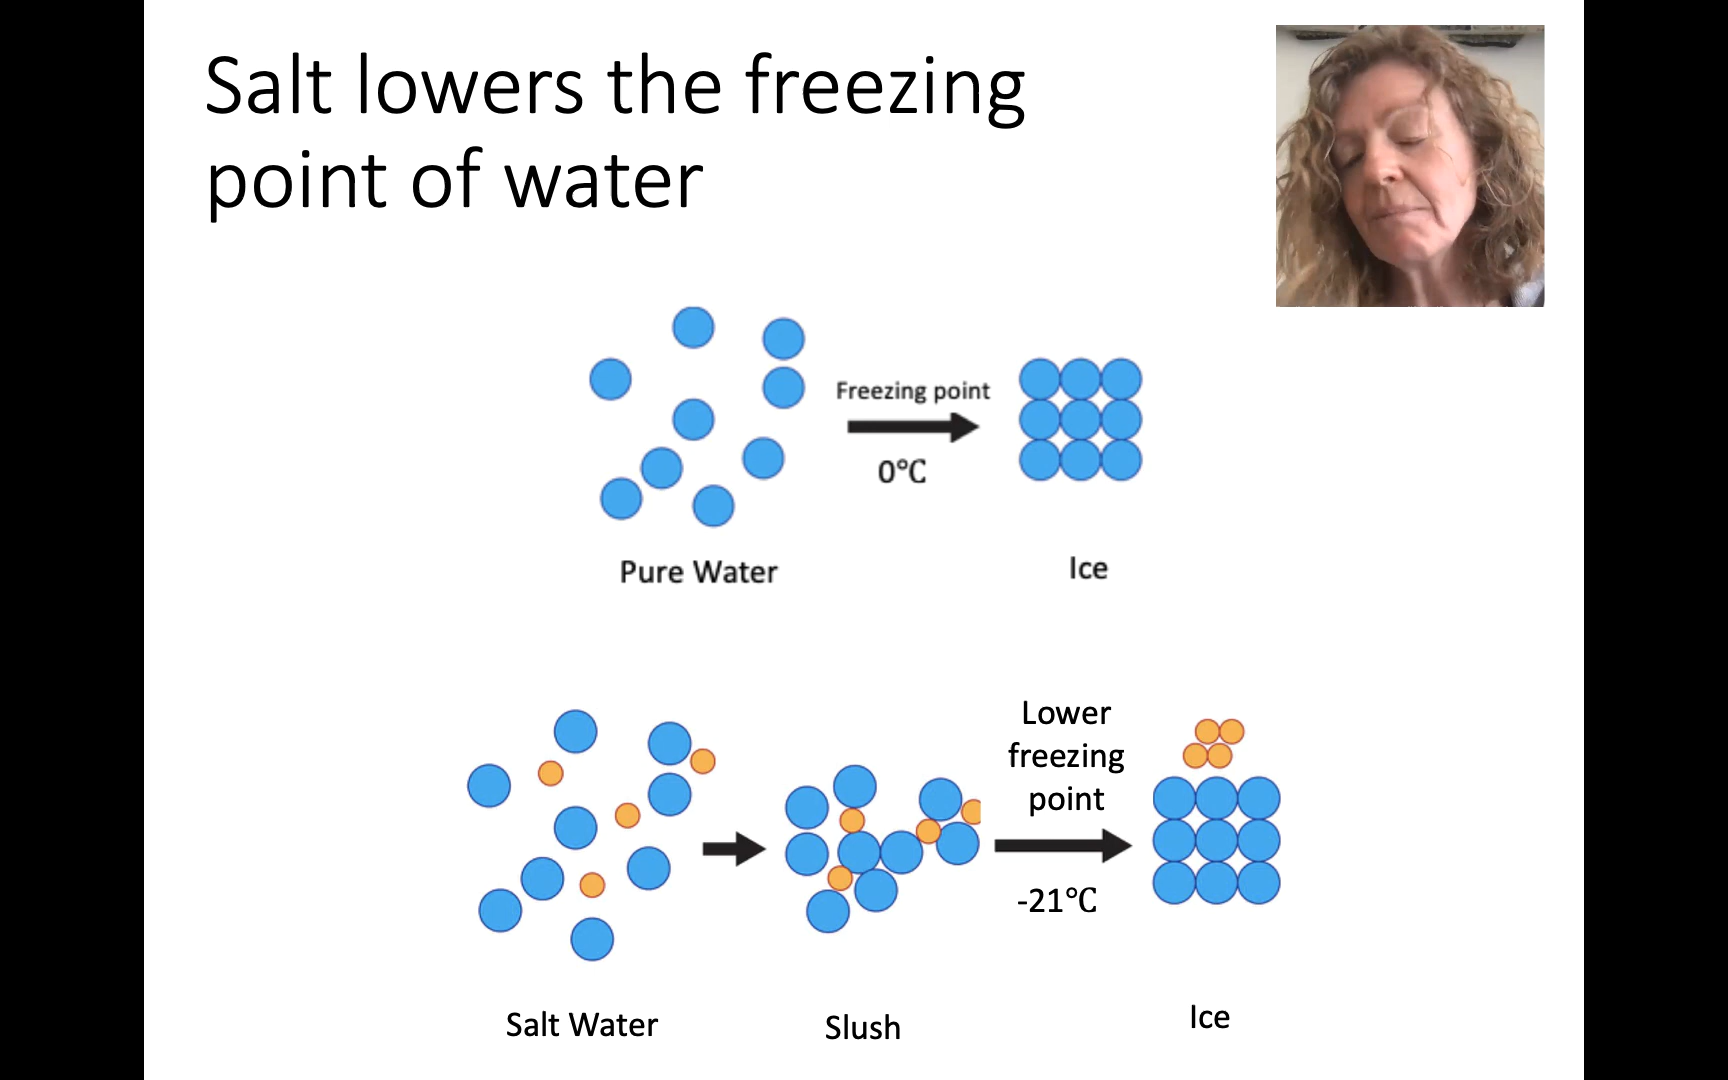 Salt lowers the freezing
point of water
Freezing point
0°C
Pure Water
Ice
Lower
freezing
point
-21°C
Salt Water
Slush
Ice